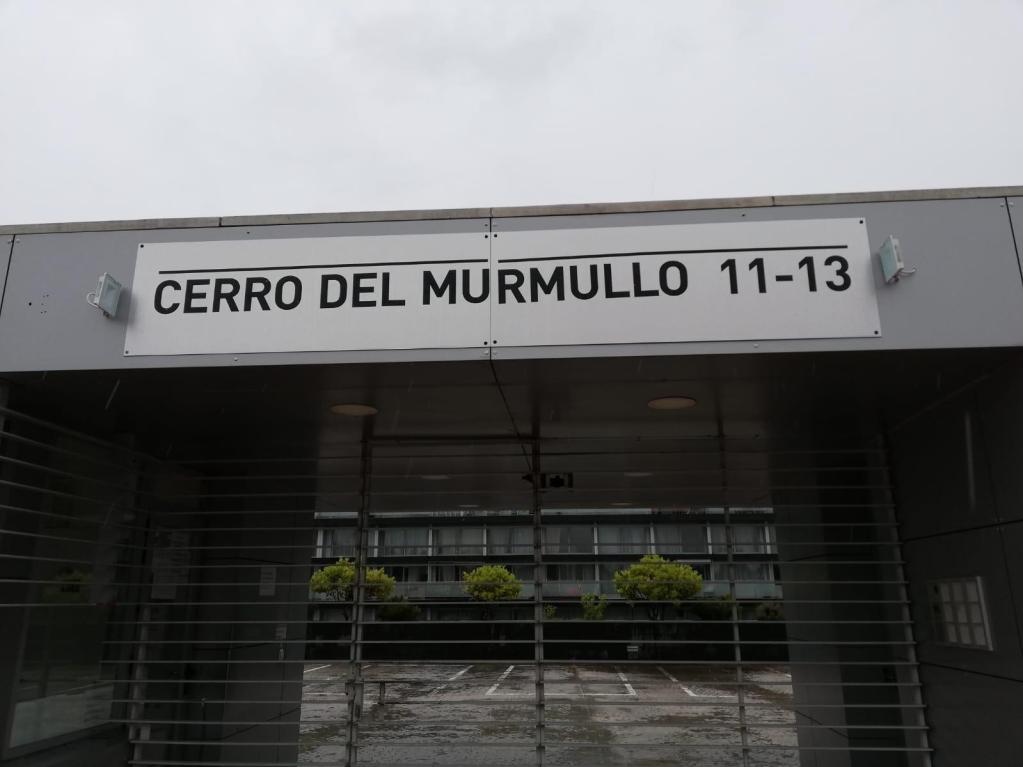 CERRO DEL MURMULLO 11-13